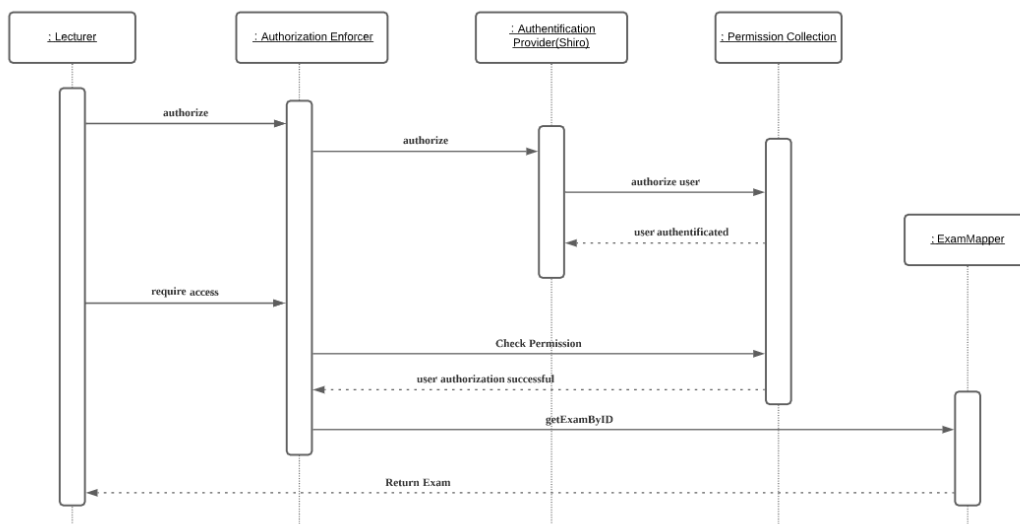 : Lecturer
: Authorization Enforcer
: Authentification
Provider(Shiro)
: Permission Collection
authorize
authorize
authorize user
user authentificated
: ExamMapper
require access
Check Permission
user authorization successful
getExamByID
Return Exam